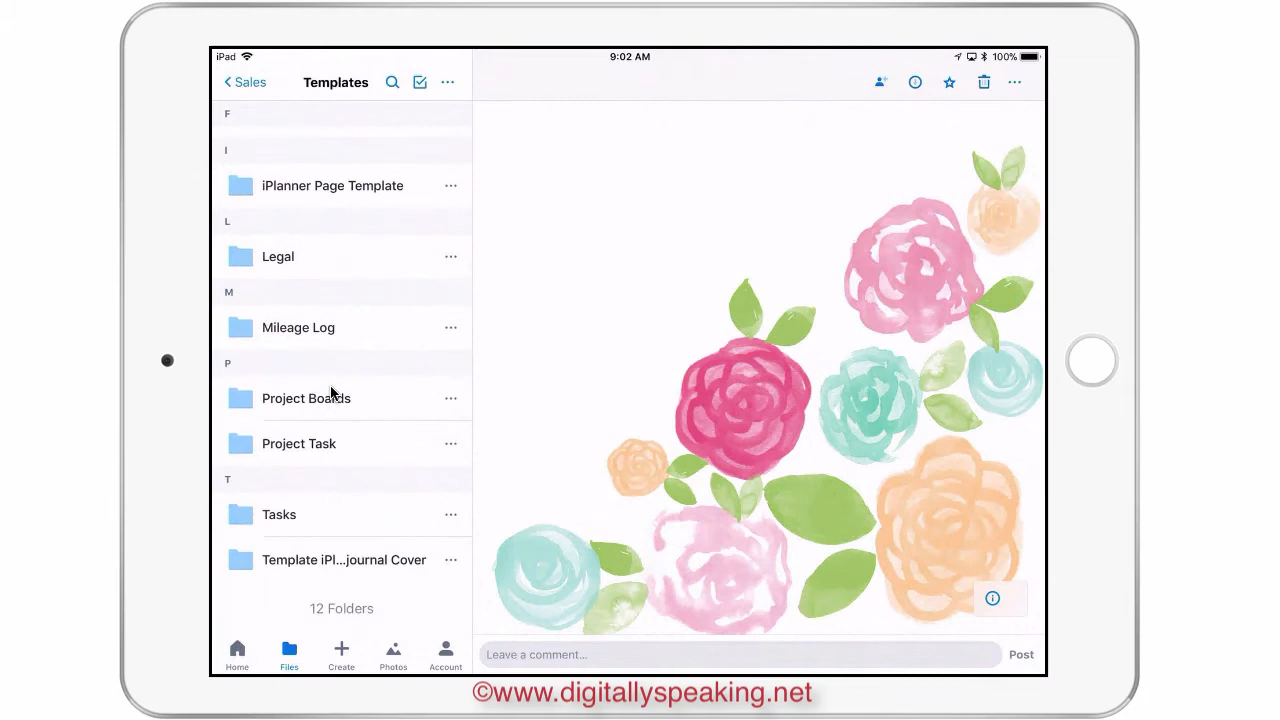 iPad 9:02 AM 100%
Sales Templates
F
I
iPlanner Page Template
L
Legal
M
Mileage Log
P
Project Boards
Project Task
T
Tasks
Template iPl...journal Cover
12 Folders
Home Files Create Photos Account
Leave a comment... Post
©www.digitallyspeaking.net